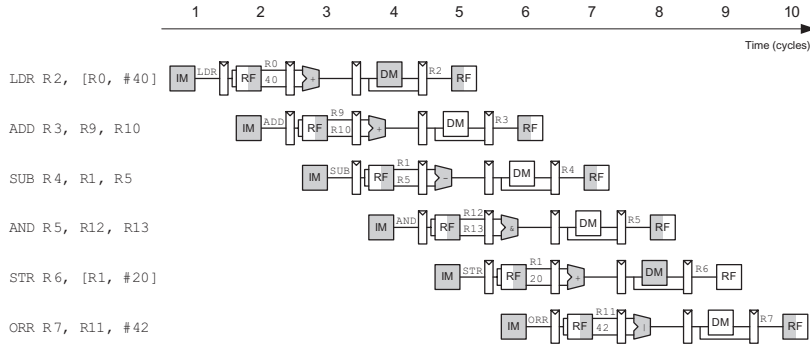 1 2 3 4 5 6 7 8 9 10
Time (cycles)
LDR R2, [R0, #40] IM LDR RF R0 40 + DM R2 RF
ADD R3, R9, R10 IM ADD RF R9 R10 + DM R3 RF
SUB R4, R1, R5 IM SUB RF R1 R5 - DM R4 RF
AND R5, R12, R13 IM AND RF R12 R13 & DM R5 RF
STR R6, [R1, #20] IM STR RF R1 20 + DM R6 RF
ORR R7, R11, #42 IM ORR RF R11 42 | DM R7 RF